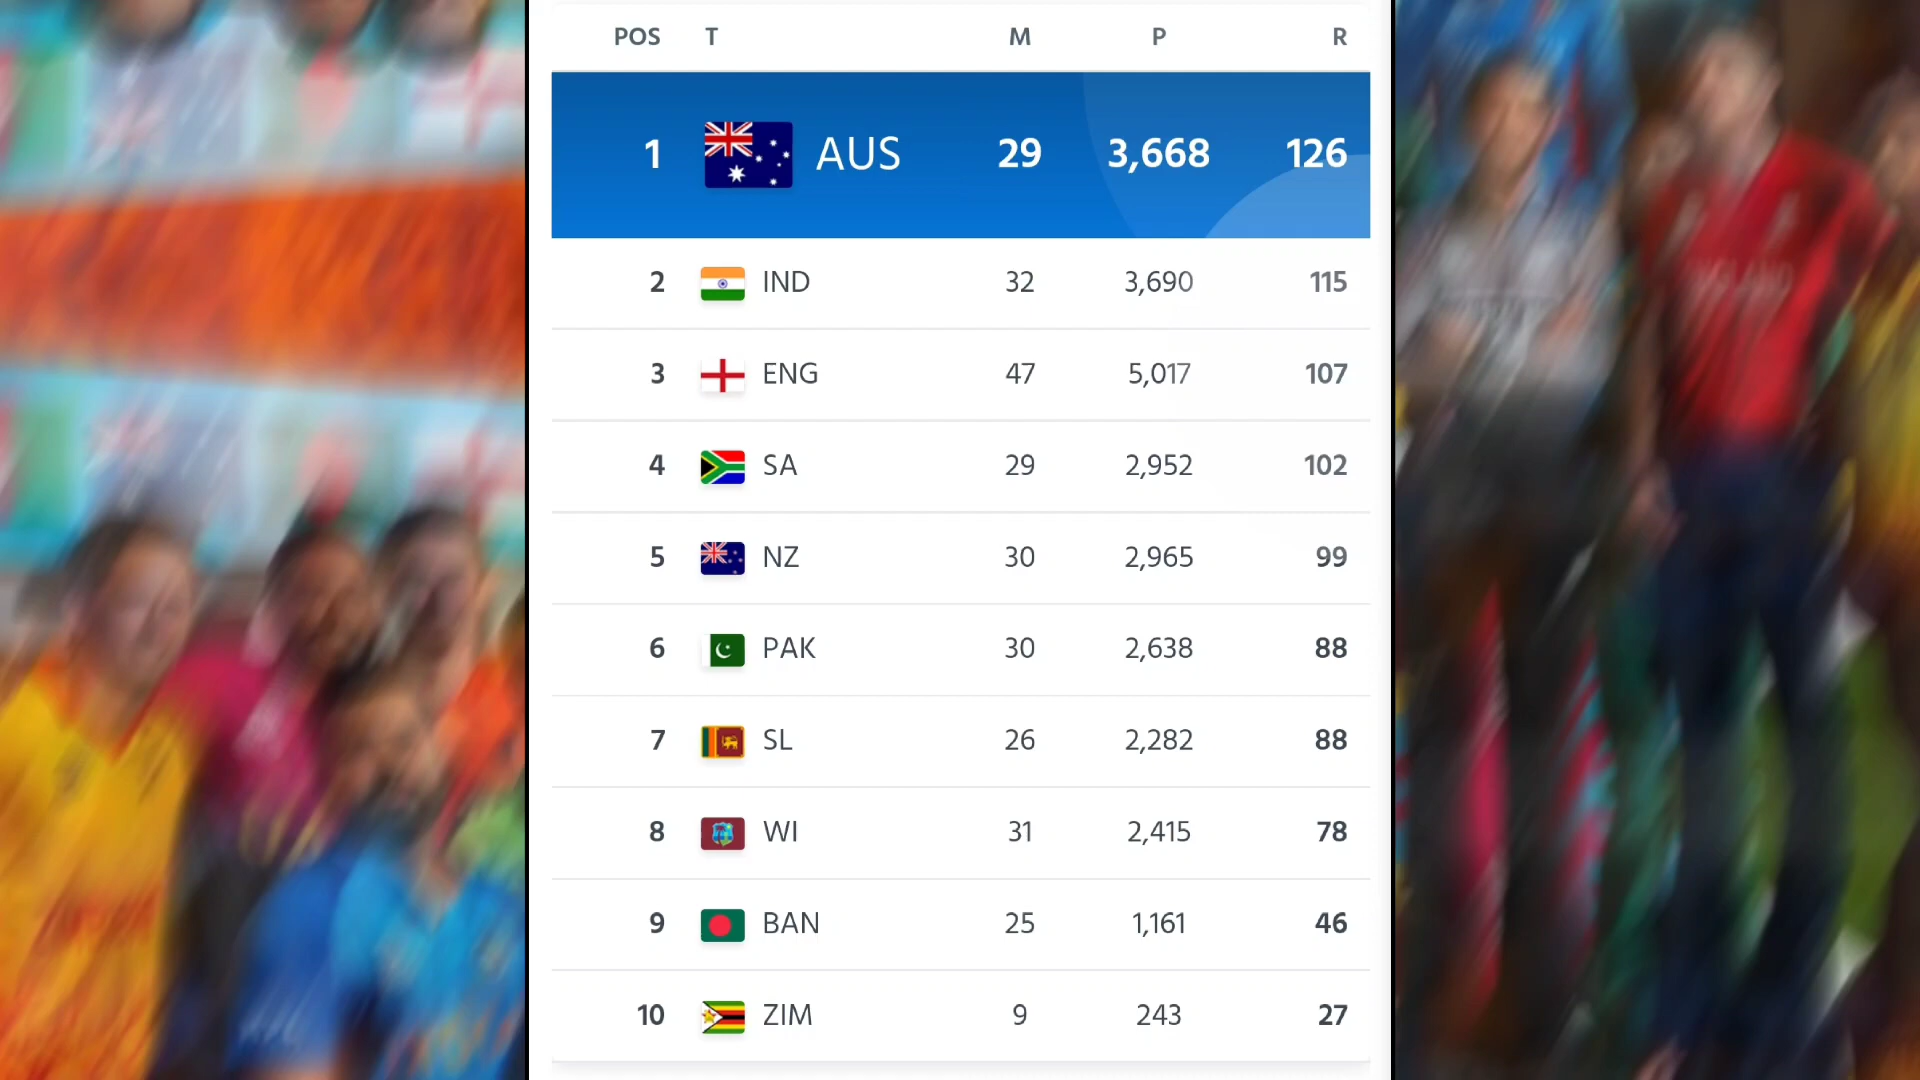 POS T M P R
1 AUS 29 3,668 126
2 IND 32 3,690 115
3 ENG 47 5,017 107
4 SA 29 2,952 102
5 NZ 30 2,965 99
6 PAK 30 2,638 88
7 SL 26 2,282 88
8 WI 31 2,415 78
9 BAN 25 1,161 46
10 ZIM 9 243 27